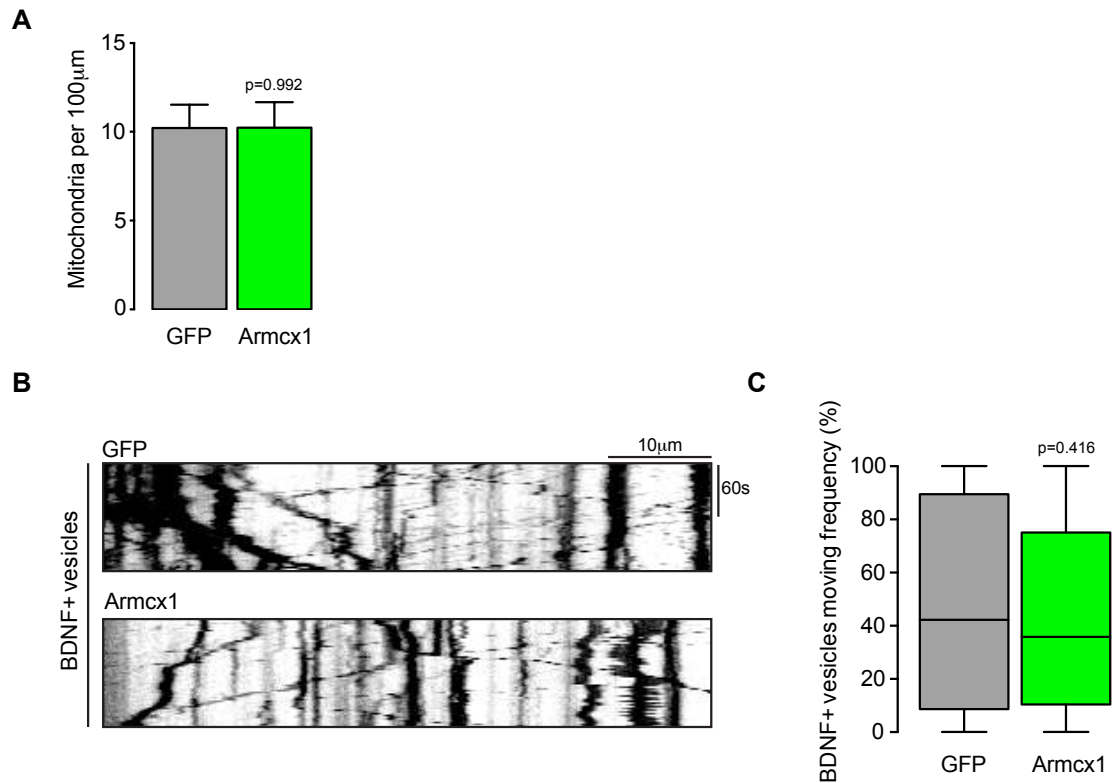 A
Mitochondria per 100μm
15
10
5
0
p=0.992
GFP
Armcx1
B
BDNF+ vesicles
GFP
10μm
60s
Armcx1
C
BDNF+ vesicles moving frequency (%)
100
80
60
40
20
0
p=0.416
GFP
Armcx1